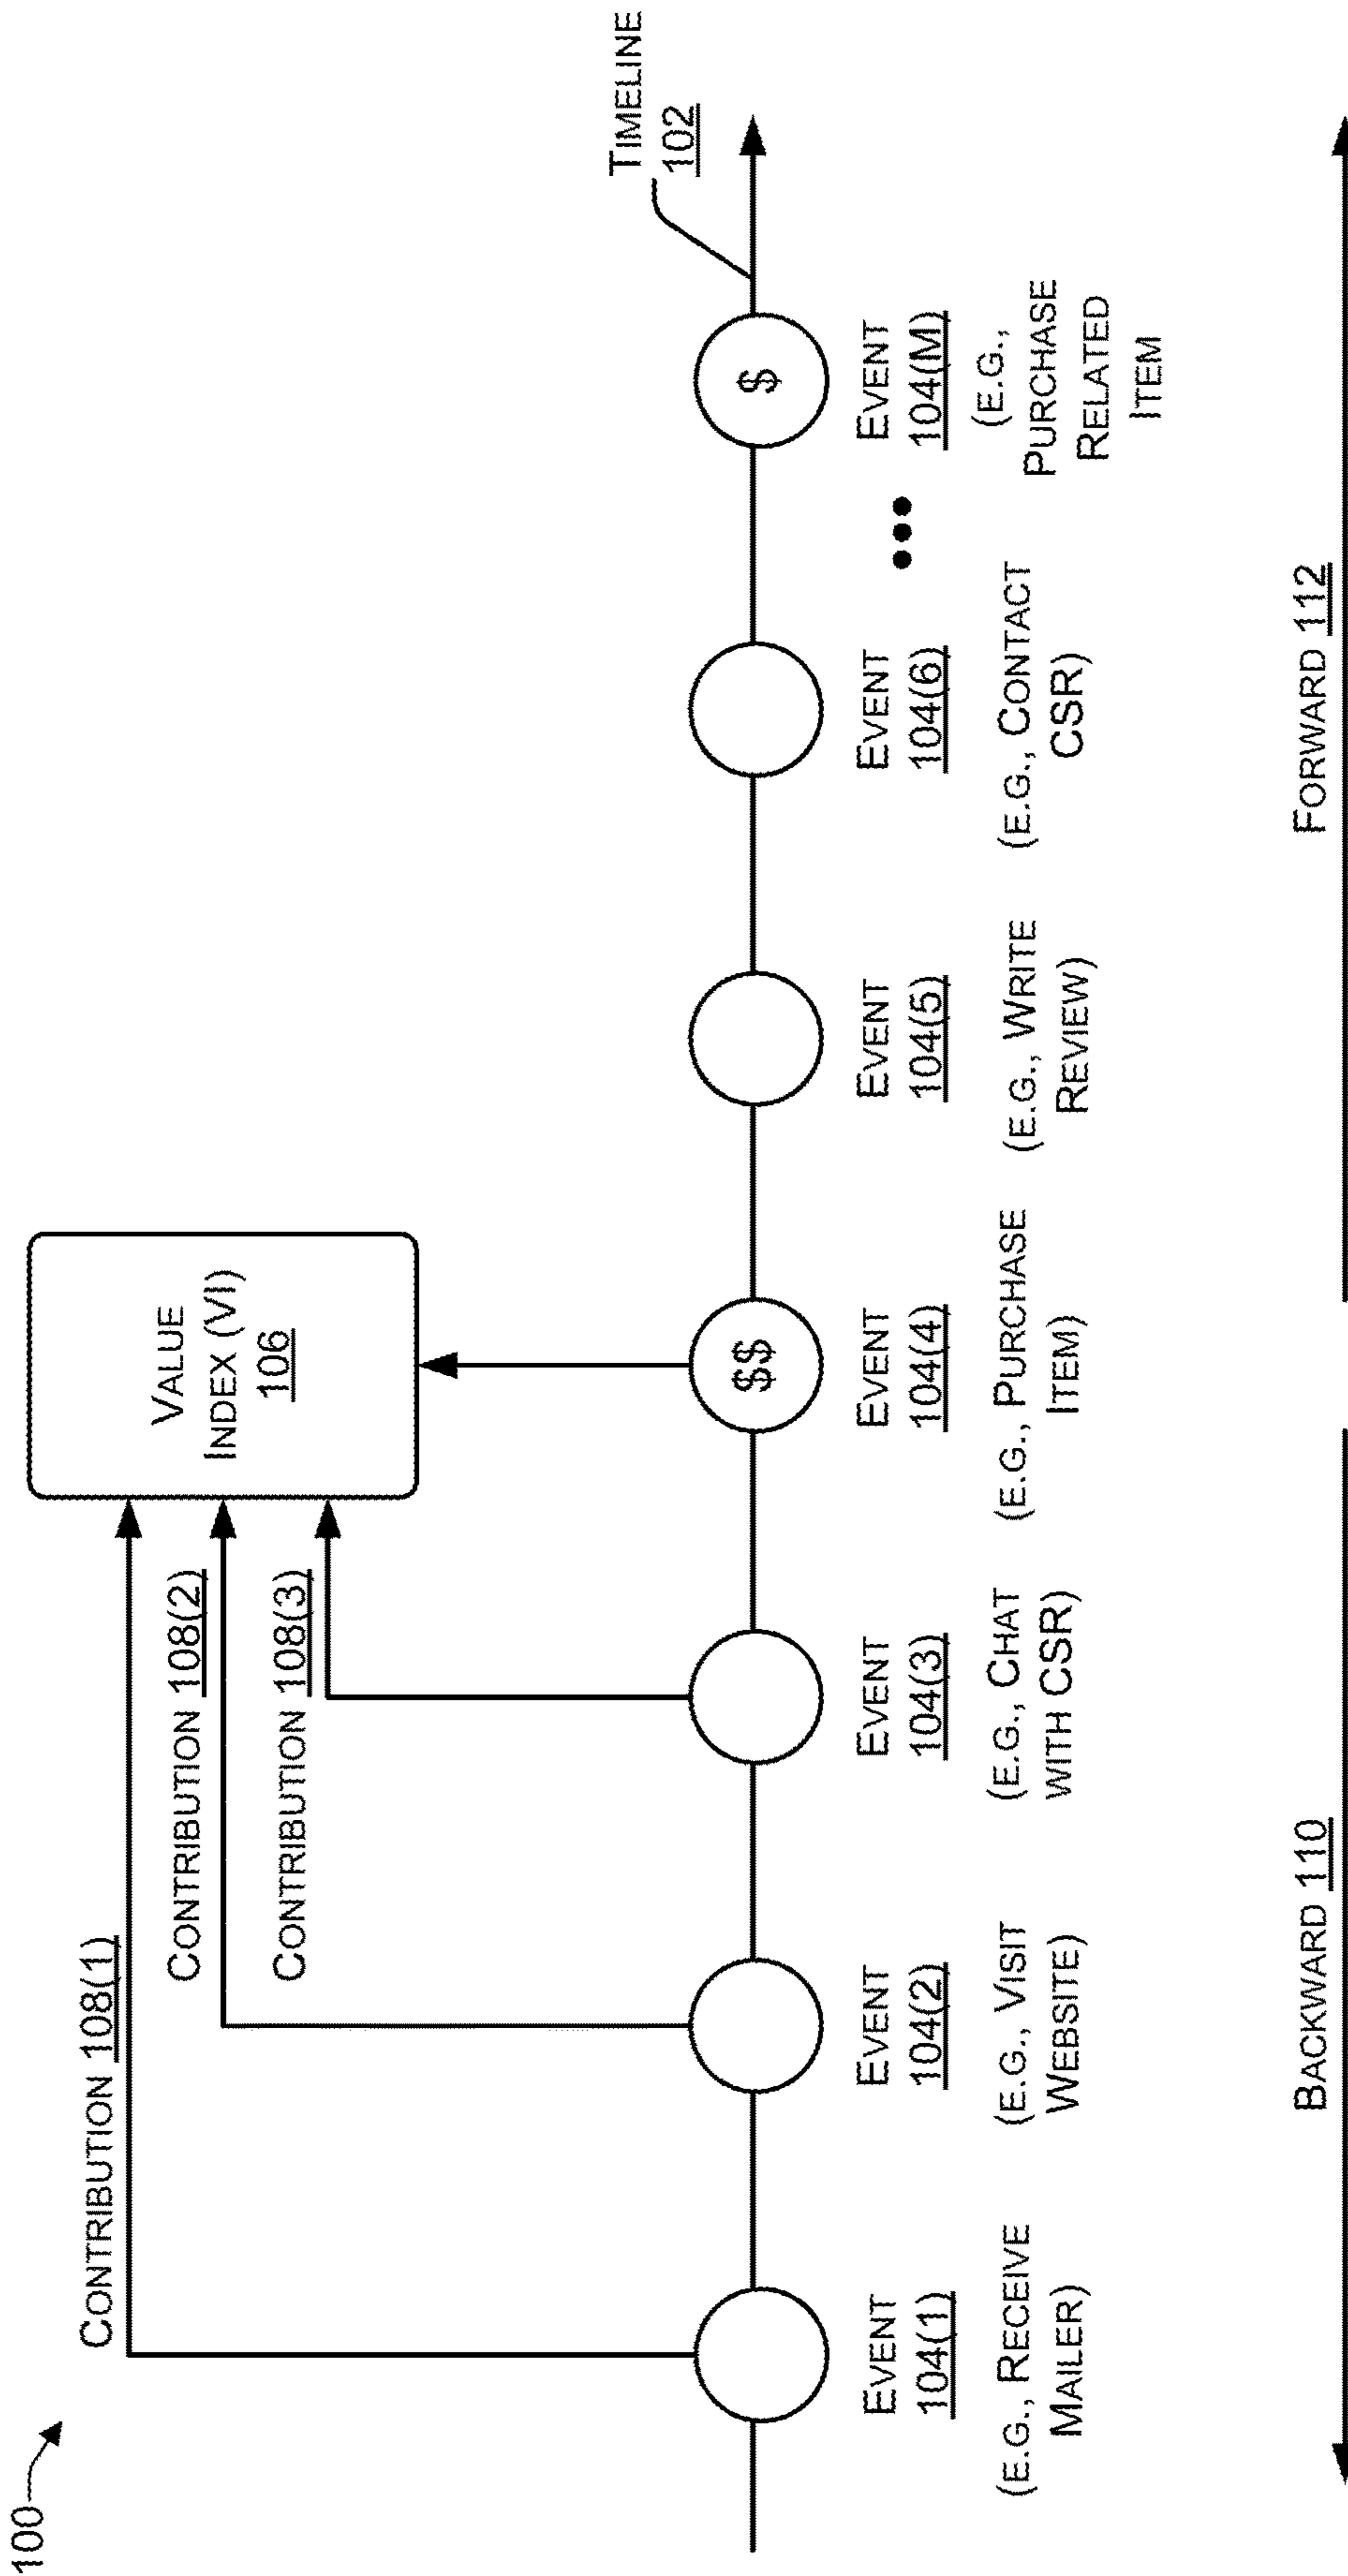 100
CONTRIBUTION 108(1)
CONTRIBUTION 108(2)
CONTRIBUTION 108(3)
VALUE
INDEX (VI)
106
TIMELINE
102
$$
$
EVENT
104(1)
(E.G., RECEIVE
MAILER)
EVENT
104(2)
(E.G., VISIT
WEBSITE)
EVENT
104(3)
(E.G., CHAT
WITH CSR)
EVENT
104(4)
(E.G., PURCHASE
ITEM)
EVENT
104(5)
(E.G., WRITE
REVIEW)
EVENT
104(6)
(E.G., CONTACT
CSR)
EVENT
104(M)
(E.G.,
PURCHASE
RELATED
ITEM
BACKWARD 110
FORWARD 112